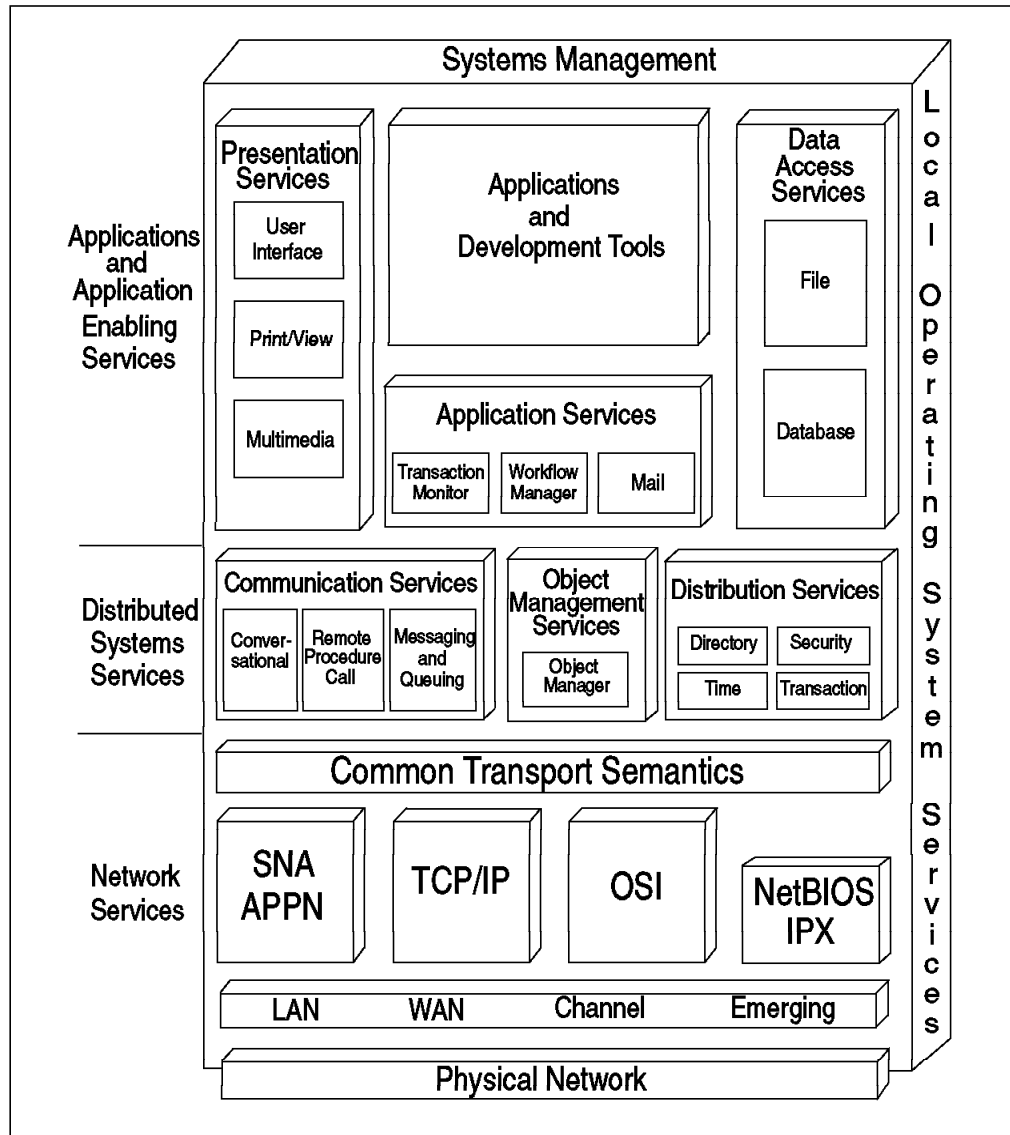 Systems Management
Local Operating System Services
Applications
and
Application
Enabling
Services
Presentation
Services
User
Interface
Print/View
Multimedia
Applications
and
Development Tools
Application Services
Transaction
Monitor
Workflow
Manager
Mail
Data
Access
Services
File
Database
Distributed
Systems
Services
Communication Services
Conver-
sational
Remote
Procedure
Call
Messaging
and
Queuing
Object
Management
Services
Object
Manager
Distribution Services
Directory
Security
Time
Transaction
Network
Services
Common Transport Semantics
SNA
APPN
TCP/IP
OSI
NetBIOS
IPX
LAN
WAN
Channel
Emerging
Physical Network